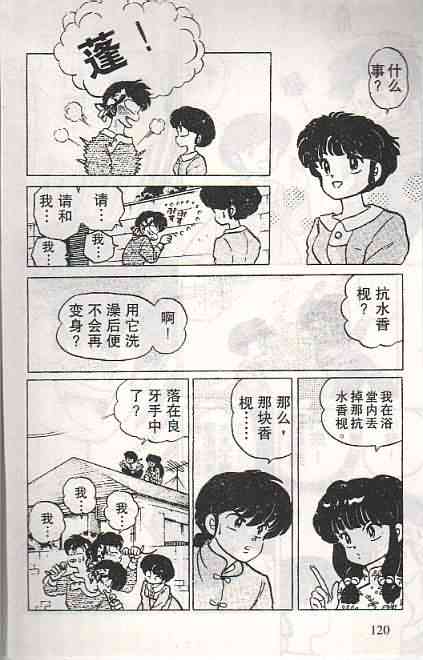 什么
事？
蓬！
请…
请和
我…
我…
抗水香
枧？
啊！
用它洗
澡后便
不会再
变身？
我在浴
堂内丢
掉那抗
水香枧。
那么，
那块香
枧……
落在良
牙手中
了？
我…
我…
我…
120